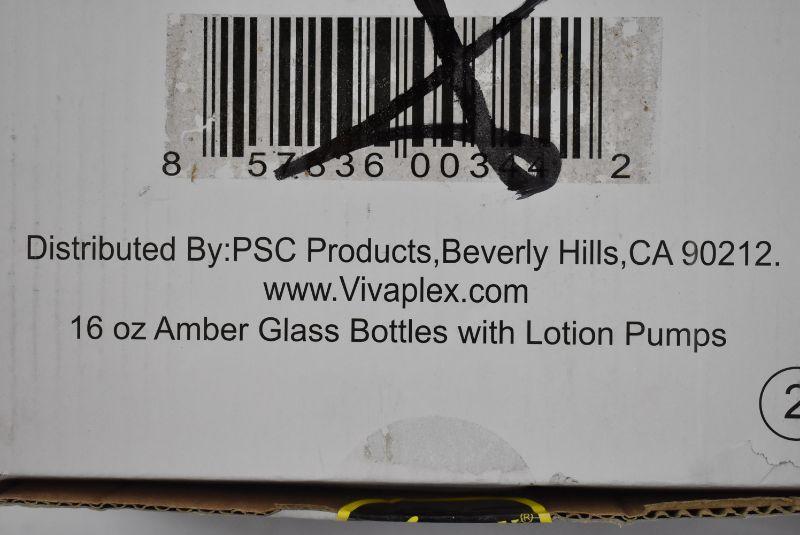 8 57836 00344 2
Distributed By:PSC Products,Beverly Hills,CA 90212.
www.Vivaplex.com
16 oz Amber Glass Bottles with Lotion Pumps
2
(R)